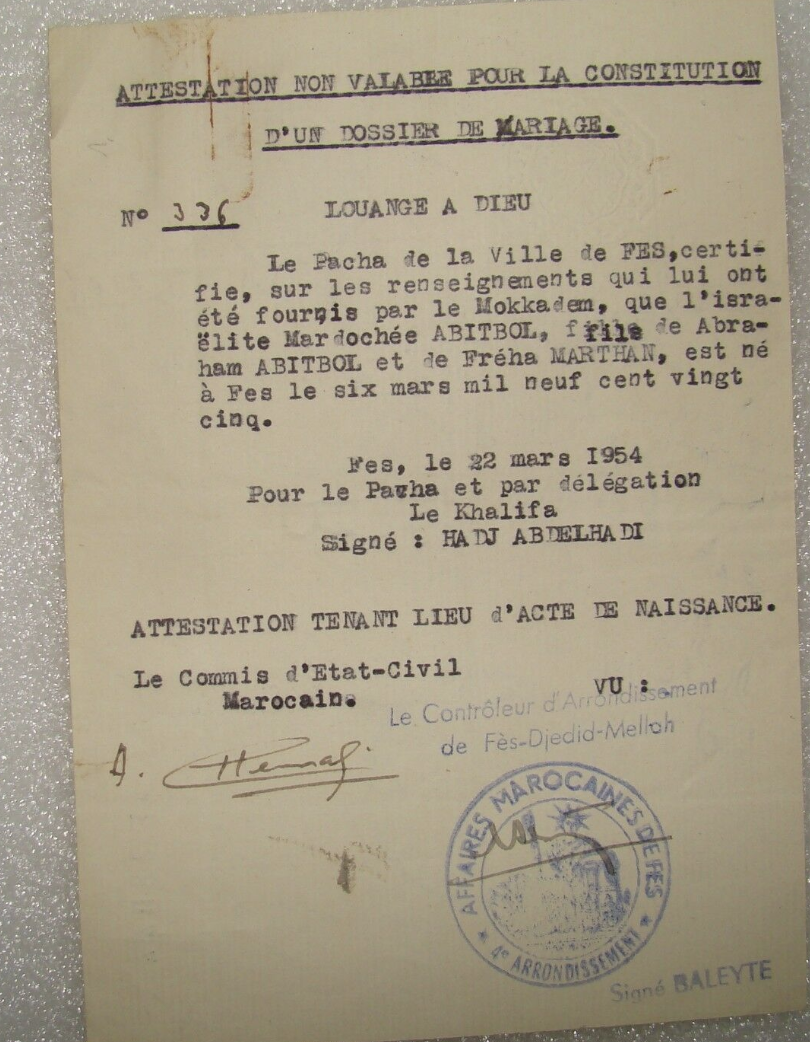 ATTESTATION NON VALABEE POUR LA CONSTITUTION
D'UN DOSSIER DE MARIAGE.
N° 336 LOUANGE A DIEU
Le Pacha de la Ville de FES, certi-
fie, sur les renseignements qui lui ont
été fournis par le Mokkadem, que l'isra-
ëlite Mardochée ABITBOL, fils de Abra-
ham ABITBOL et de Fréha MARTHAN, est né
à Fes le six mars mil neuf cent vingt
cinq.
Fes, le 22 mars 1954
Pour le Pacha et par délégation
Le Khalifa
Signé : HADJ ABDELHADI
ATTESTATION TENANT LIEU d'ACTE DE NAISSANCE.
Le Commis d'Etat-Civil
Marocain.
VU :.
Le Contrôleur d'Arrondissement
de Fès-Djedid-Mellah
A.
AFFAIRES MAROCAINES DE FES
* 4e ARRONDISSEMENT *
Signé BALEYTE